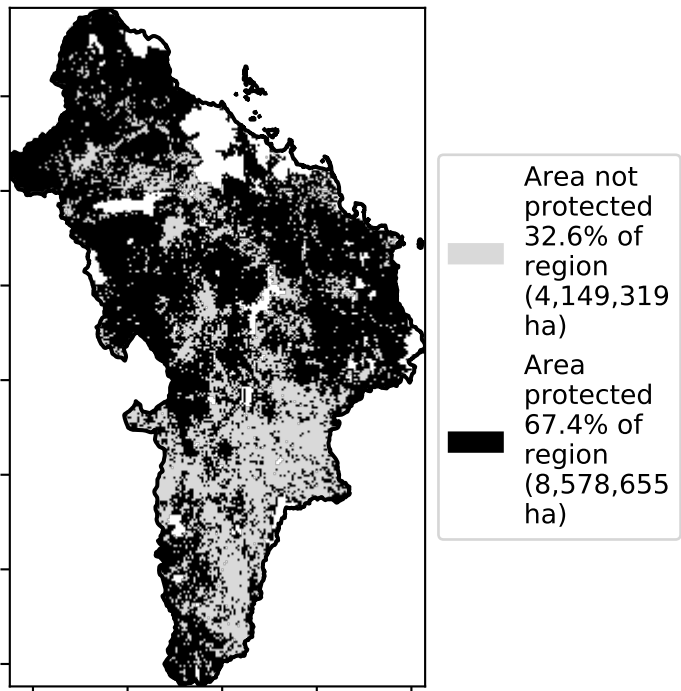 Area not
protected
32.6% of
region
(4,149,319
ha)
Area
protected
67.4% of
region
(8,578,655
ha)